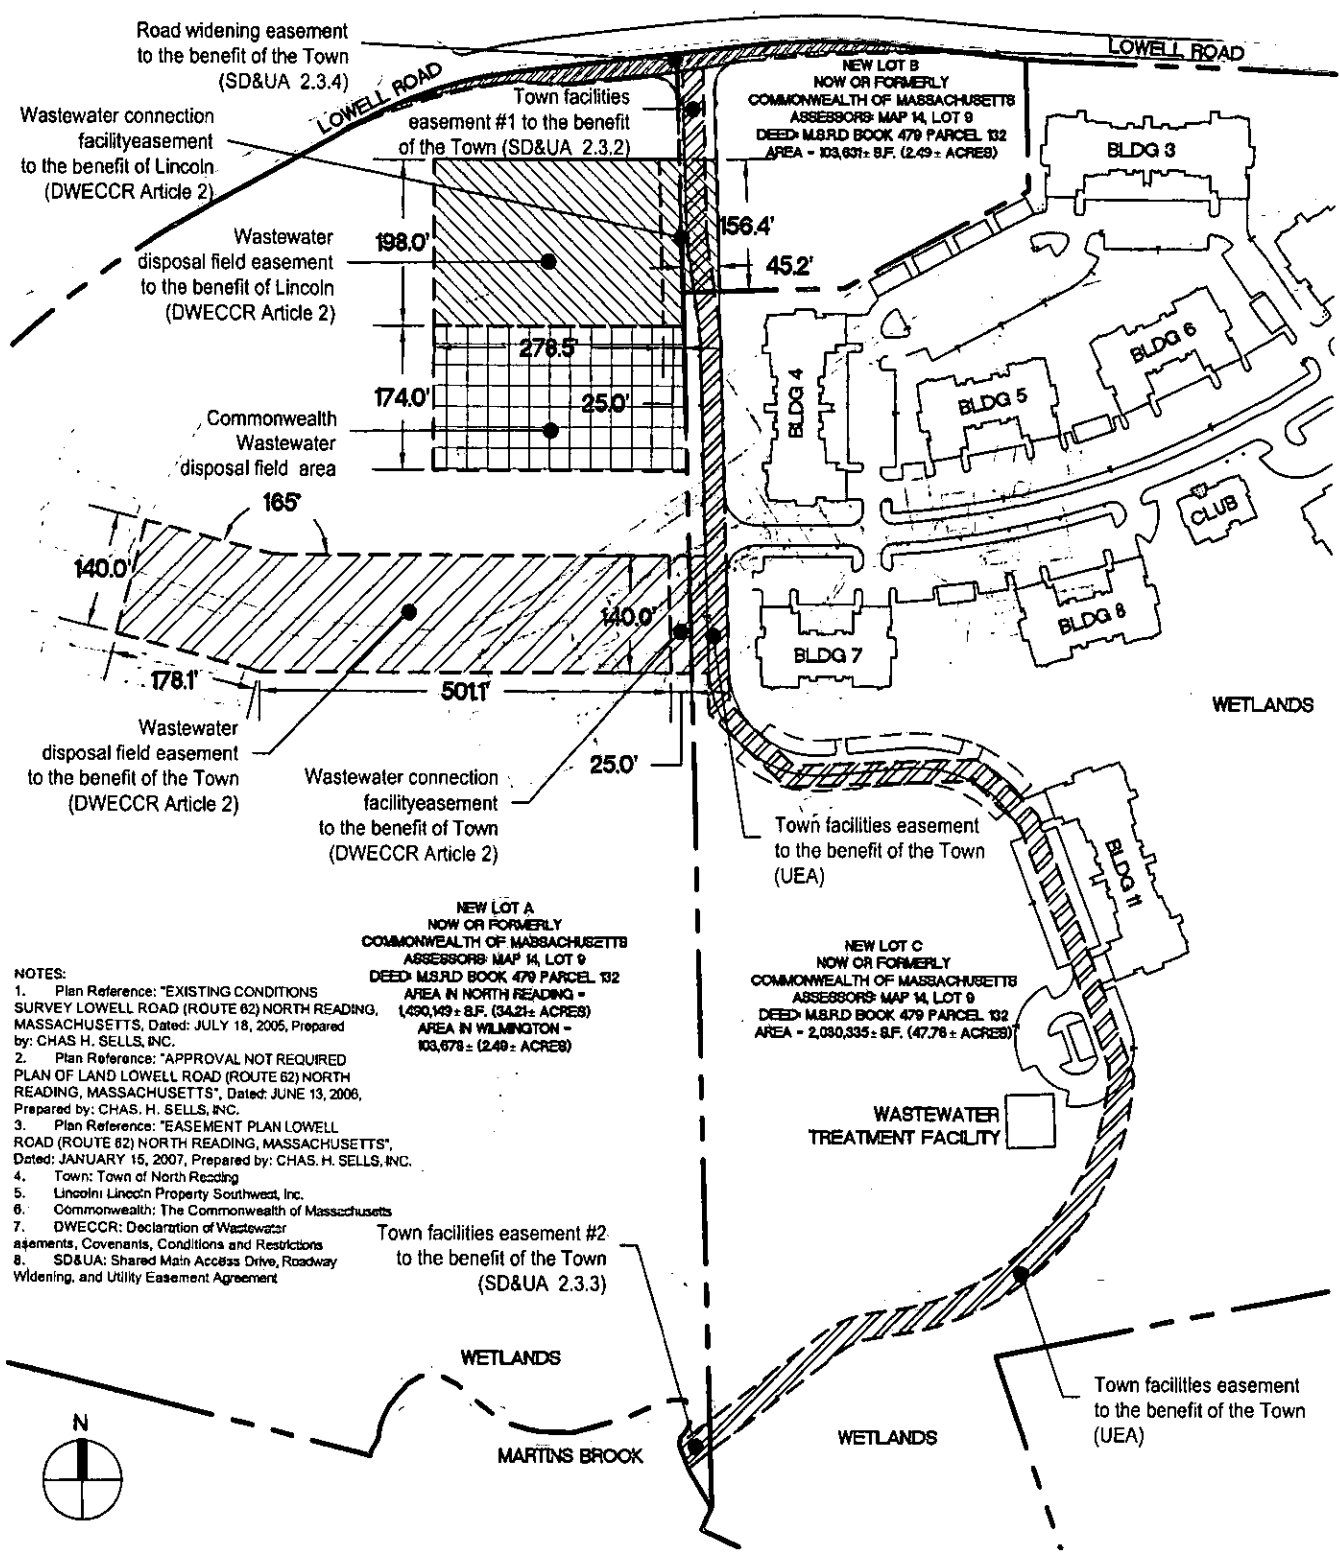 Road widening easement
to the benefit of the Town
(SD&UA 2.3.4)
LOWELL ROAD
LOWELL ROAD
Wastewater connection
facilityeasement
to the benefit of Lincoln
(DWECCR Article 2)
Town facilities
easement #1 to the benefit
of the Town (SD&UA 2.3.2)
NEW LOT B
NOW OR FORMERLY
COMMONWEALTH OF MASSACHUSETTS
ASSESSORS MAP 14, LOT 9
DEED: M.S.R.D BOOK 479 PARCEL 132
AREA = 103,631± S.F. (2.49± ACRES)
BLDG 3
Wastewater
disposal field easement
to the benefit of Lincoln
(DWECCR Article 2)
198.0'
156.4'
45.2'
278.5'
174.0'
25.0'
BLDG 4
BLDG 5
BLDG 6
Commonwealth
Wastewater
disposal field area
165'
CLUB
140.0'
140.0'
BLDG 7
BLDG 8
178.1'
501.1'
WETLANDS
Wastewater
disposal field easement
to the benefit of the Town
(DWECCR Article 2)
25.0'
Wastewater connection
facilityeasement
to the benefit of Town
(DWECCR Article 2)
Town facilities easement
to the benefit of the Town
(UEA)
BLDG 11
NEW LOT A
NOW OR FORMERLY
COMMONWEALTH OF MASSACHUSETTS
ASSESSORS MAP 14, LOT 9
DEED: M.S.R.D BOOK 479 PARCEL 132
AREA IN NORTH READING =
1,490,149± S.F. (34.21± ACRES)
AREA IN WILMINGTON =
103,678± (2.49± ACRES)
NEW LOT C
NOW OR FORMERLY
COMMONWEALTH OF MASSACHUSETTS
ASSESSORS MAP 14, LOT 9
DEED: M.S.R.D BOOK 479 PARCEL 132
AREA = 2,080,335± S.F. (47.76± ACRES)
NOTES:
1. Plan Reference: "EXISTING CONDITIONS
SURVEY LOWELL ROAD (ROUTE 62) NORTH READING,
MASSACHUSETTS, Dated: JULY 18, 2005, Prepared
by: CHAS H. SELLS, INC.
2. Plan Reference: "APPROVAL NOT REQUIRED
PLAN OF LAND LOWELL ROAD (ROUTE 62) NORTH
READING, MASSACHUSETTS", Dated: JUNE 13, 2006,
Prepared by: CHAS. H. SELLS, INC.
3. Plan Reference: "EASEMENT PLAN LOWELL
ROAD (ROUTE 62) NORTH READING, MASSACHUSETTS",
Dated: JANUARY 15, 2007, Prepared by: CHAS. H. SELLS, INC.
4. Town: Town of North Reading
5. Lincoln: Lincoln Property Southwest, Inc.
6. Commonwealth: The Commonwealth of Massachusetts
7. DWECCR: Declaration of Wastewater
asements, Covenants, Conditions and Restrictions
8. SD&UA: Shared Main Access Drive, Roadway
Widening, and Utility Easement Agreement
WASTEWATER
TREATMENT FACILITY
Town facilities easement #2
to the benefit of the Town
(SD&UA 2.3.3)
WETLANDS
Town facilities easement
to the benefit of the Town
(UEA)
N
MARTINS BROOK
WETLANDS